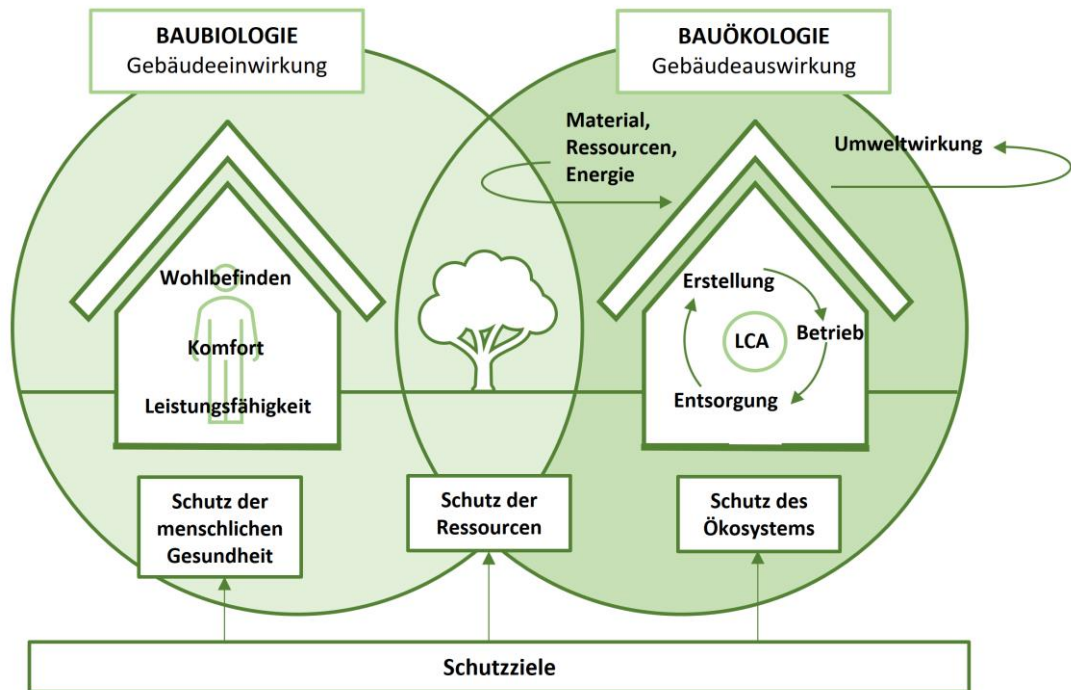 BAUBIOLOGIE
Gebäudeeinwirkung
BAUÖKOLOGIE
Gebäudeauswirkung
Material,
Ressourcen,
Energie
Umweltwirkung
Wohlbefinden
Komfort
Leistungsfähigkeit
Erstellung
Betrieb
LCA
Entsorgung
Schutz der
menschlichen
Gesundheit
Schutz der
Ressourcen
Schutz des
Ökosystems
Schutzziele